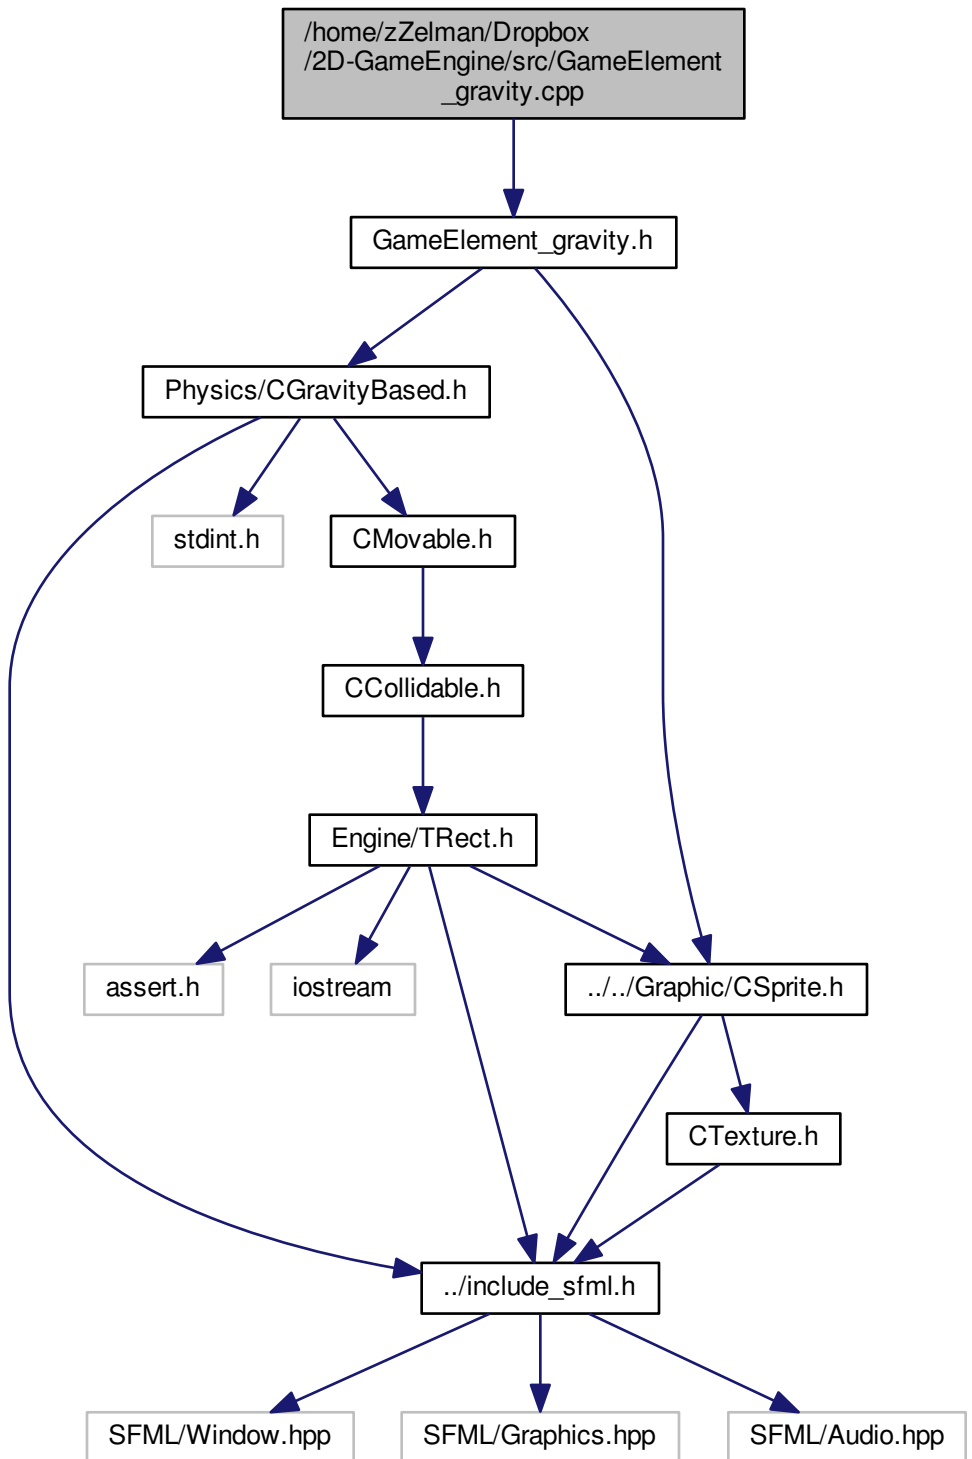 /home/zZelman/Dropbox
/2D-GameEngine/src/GameElement
_gravity.cpp
GameElement_gravity.h
Physics/CGravityBased.h
stdint.h
CMovable.h
CCollidable.h
Engine/TRect.h
assert.h
iostream
../../Graphic/CSprite.h
CTexture.h
../include_sfml.h
SFML/Window.hpp
SFML/Graphics.hpp
SFML/Audio.hpp